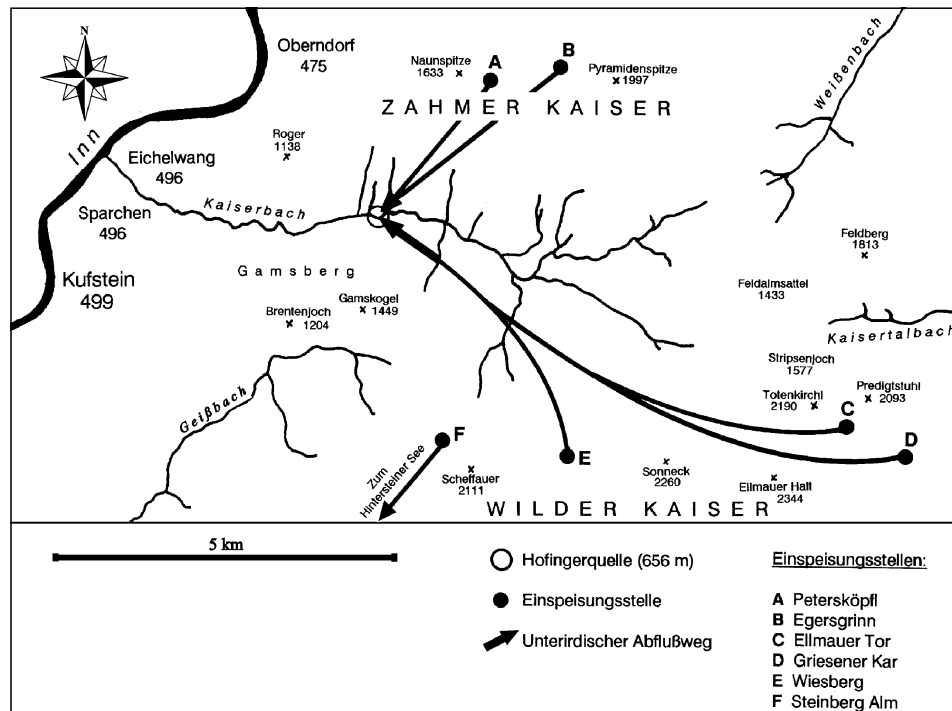 N
Oberndorf
475
Naunspitze
1633
A
B
Pyramidenspitze
1997
ZAHMER KAISER
Weißenbach
Inn
Roger
1138
Eichelwang
496
Kaiserbach
Sparchen
496
Feldberg
1813
Kufstein
499
Gamsberg
Feldalmsattel
1433
Gamskogel
1449
Brentenjoch
1204
Kaisertalbach
Stripsenjoch
1577
Totenkirchl
2190
Predigtstuhl
2093
Geißbach
C
F
D
Zum
Hintersteiner See
E
Scheffauer
2111
Sonneck
2260
Ellmauer Halt
2344
WILDER KAISER
5 km
Hofingerquelle (656 m)
Einspeisungsstelle
Unterirdischer Abflußweg
Einspeisungsstellen:
A Petersköpfl
B Egersgrinn
C Ellmauer Tor
D Griesener Kar
E Wiesberg
F Steinberg Alm